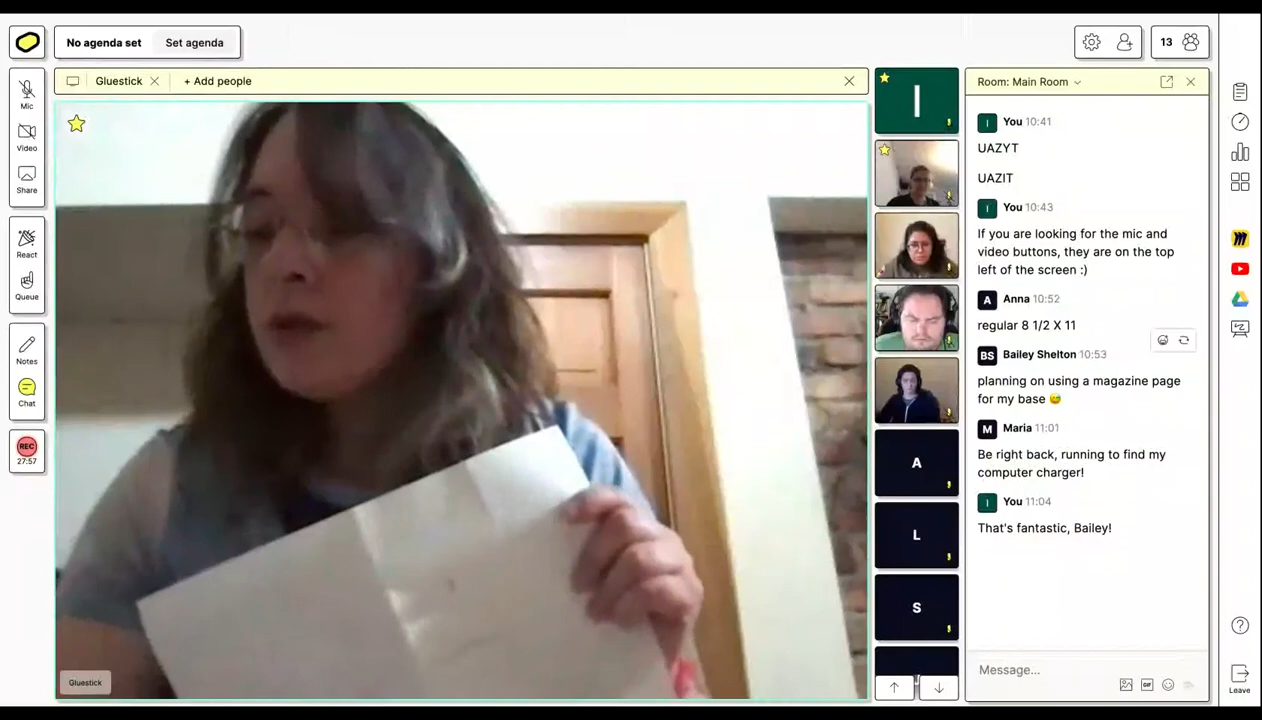 No agenda set
Set agenda
13
Gluestick
+ Add people
Room: Main Room
Mic
Video
Share
React
Queue
Notes
Chat
REC
27:57
I
A
L
S
Gluestick
I You 10:41
UAZYT
UAZIT
I You 10:43
If you are looking for the mic and
video buttons, they are on the top
left of the screen :)
A Anna 10:52
regular 8 1/2 X 11
BS Bailey Shelton 10:53
planning on using a magazine page
for my base 😅
M Maria 11:01
Be right back, running to find my
computer charger!
I You 11:04
That's fantastic, Bailey!
Message...
GIF
Leave